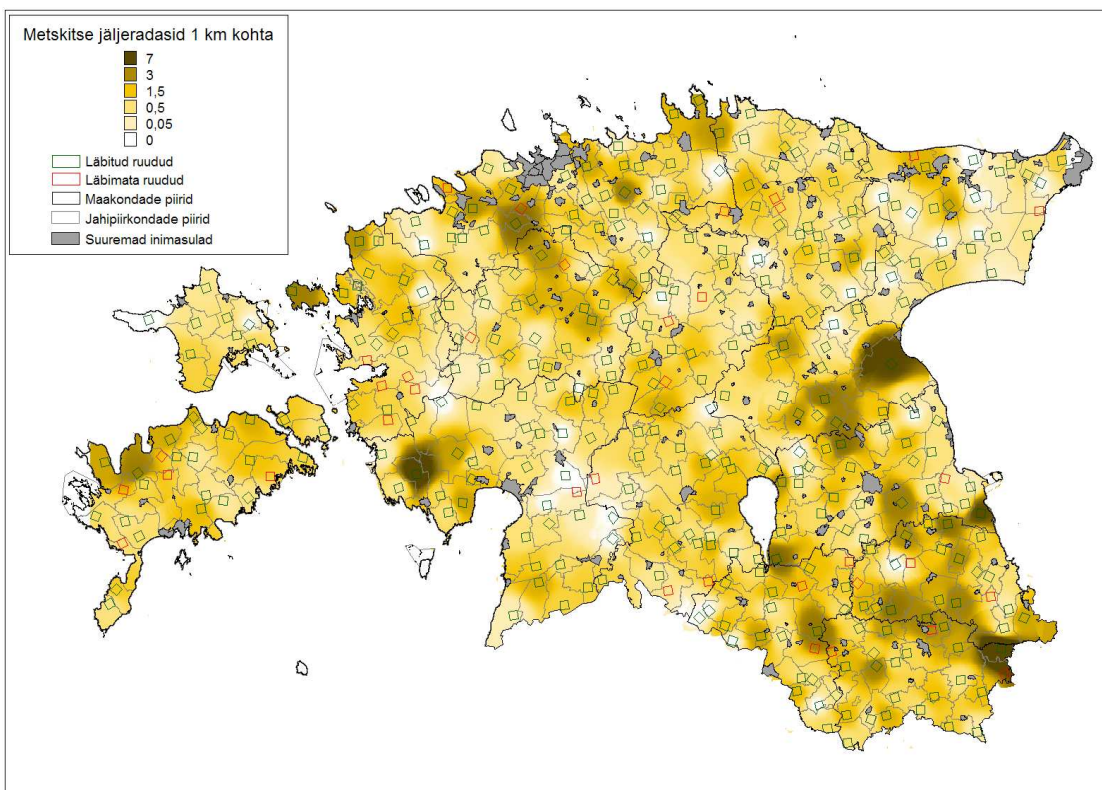 Metskitse jäljeradasid 1 km kohta
7
3
1,5
0,5
0,05
0
Läbitud ruudud
Läbimata ruudud
Maakondade piirid
Jahipiirkondade piirid
Suuremad inimasulad